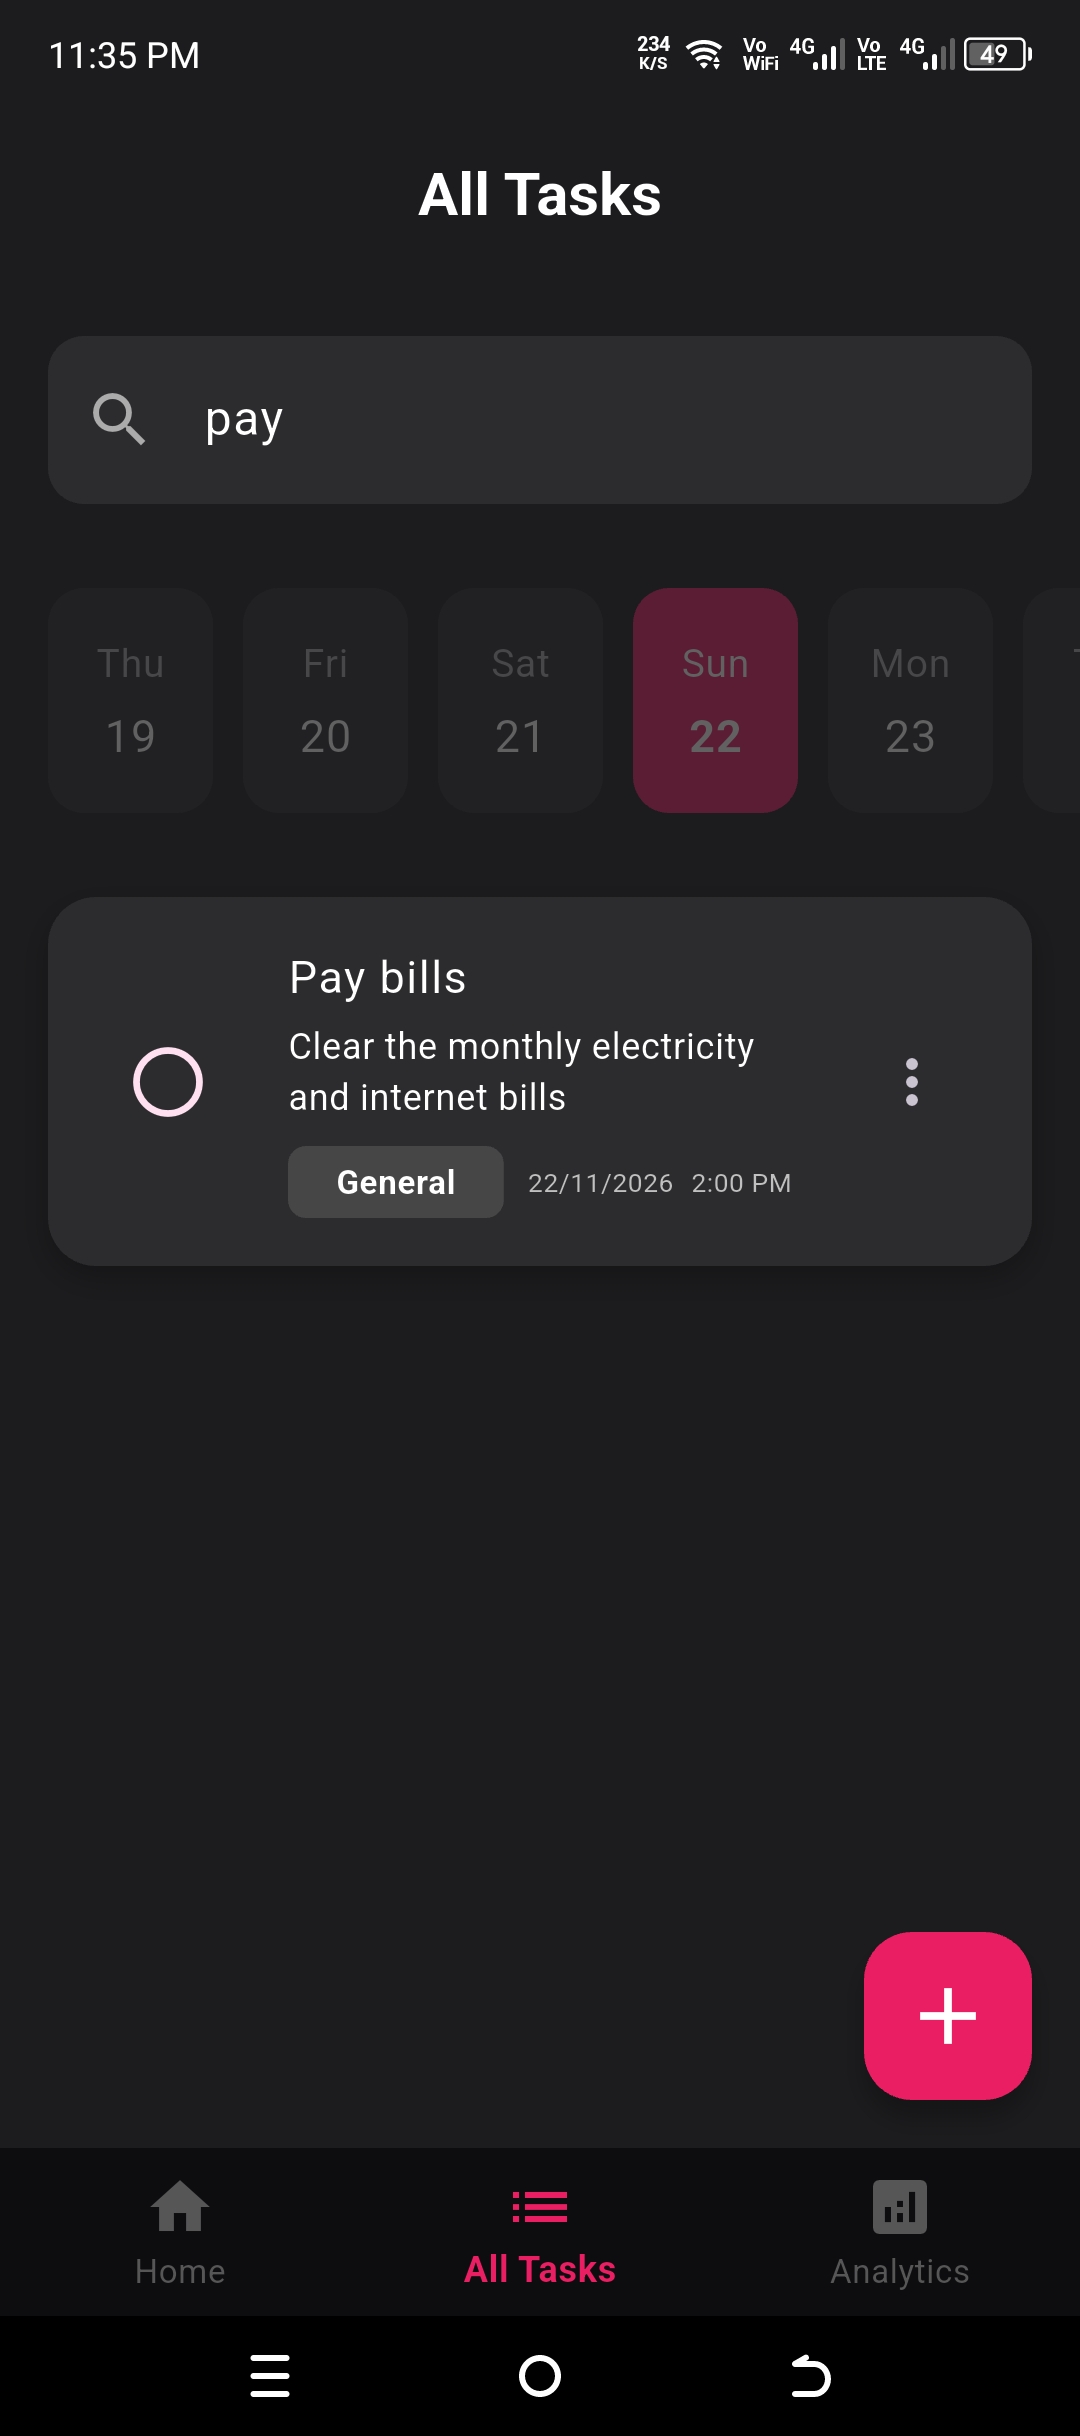 11:35 PM
234
K/S
Vo
WiFi
4G
Vo
LTE
4G
49
All Tasks
pay
Thu
19
Fri
20
Sat
21
Sun
22
Mon
23
Pay bills
Clear the monthly electricity
and internet bills
General
22/11/2026 2:00 PM
Home
All Tasks
Analytics